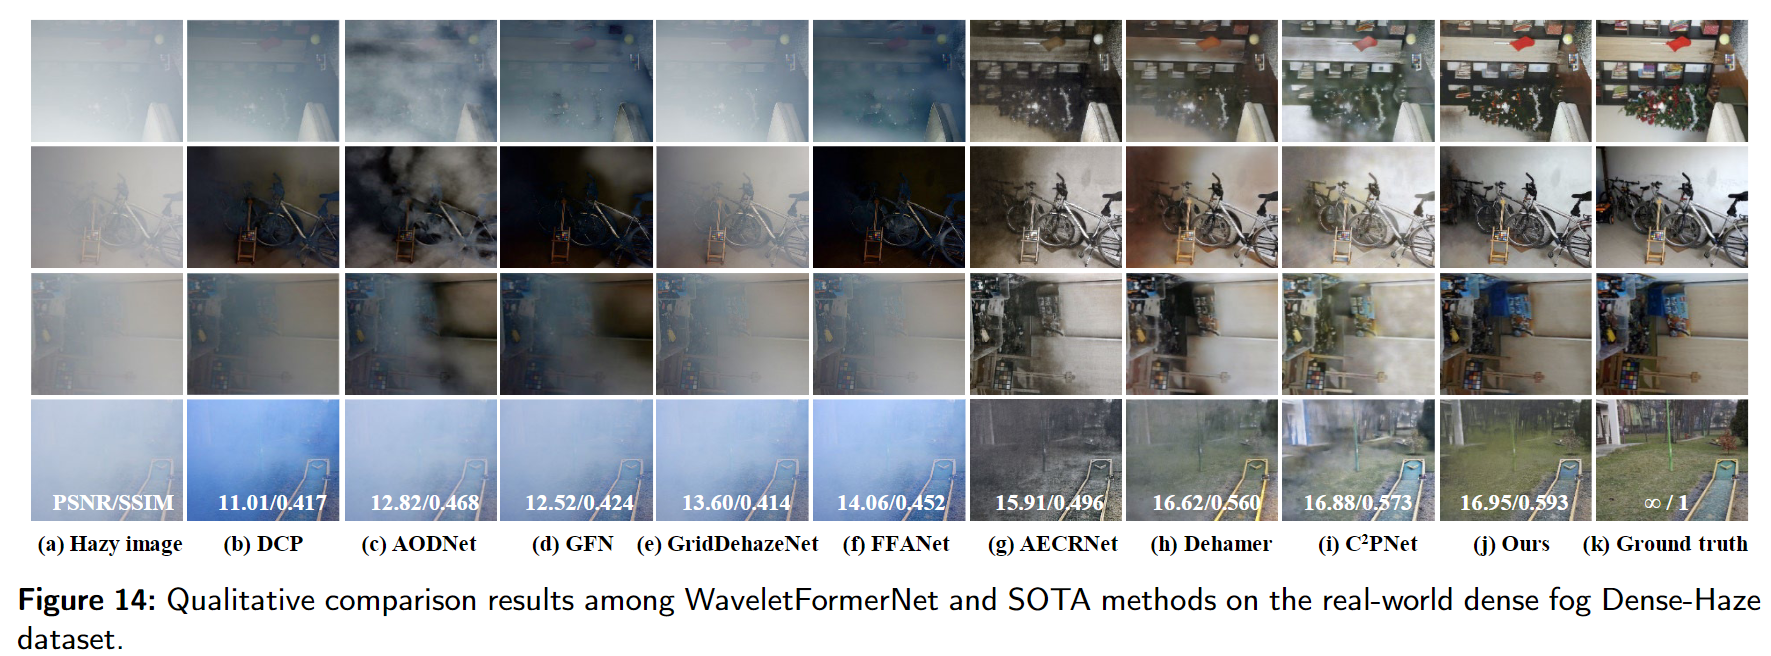 PSNR/SSIM 11.01/0.417 12.82/0.468 12.52/0.424 13.60/0.414 14.06/0.452 15.91/0.496 16.62/0.560 16.88/0.573 16.95/0.593 ∞ / 1
(a) Hazy image (b) DCP (c) AODNet (d) GFN (e) GridDehazeNet (f) FFANet (g) AECRNet (h) Dehamer (i) C²PNet (j) Ours (k) Ground truth
Figure 14: Qualitative comparison results among WaveletFormerNet and SOTA methods on the real-world dense fog Dense-Haze
dataset.